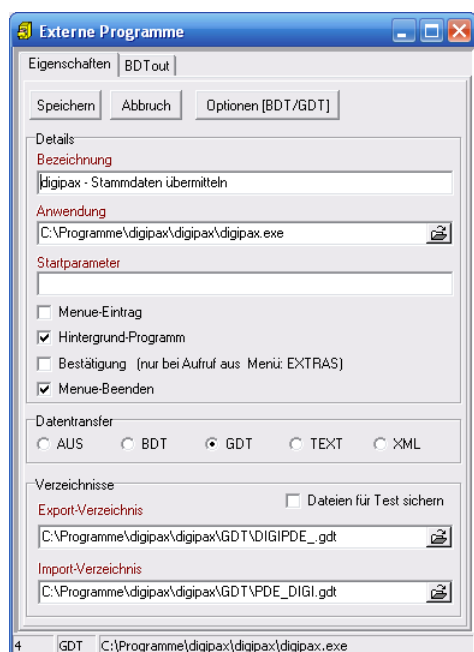 Externe Programme
Eigenschaften BDTout
Speichern Abbruch Optionen [BDT/GDT]
Details
Bezeichnung
digipax - Stammdaten übermitteln
Anwendung
C:\Programme\digipax\digipax\digipax.exe
Startparameter
Menue-Eintrag
Hintergrund-Programm
Bestätigung (nur bei Aufruf aus Menü: EXTRAS)
Menue-Beenden
Datentransfer
AUS BDT GDT TEXT XML
Verzeichnisse
Dateien für Test sichern
Export-Verzeichnis
C:\Programme\digipax\digipax\GDT\DIGIPDE_.gdt
Import-Verzeichnis
C:\Programme\digipax\digipax\GDT\PDE_DIGI.gdt
4 GDT C:\Programme\digipax\digipax\digipax.exe